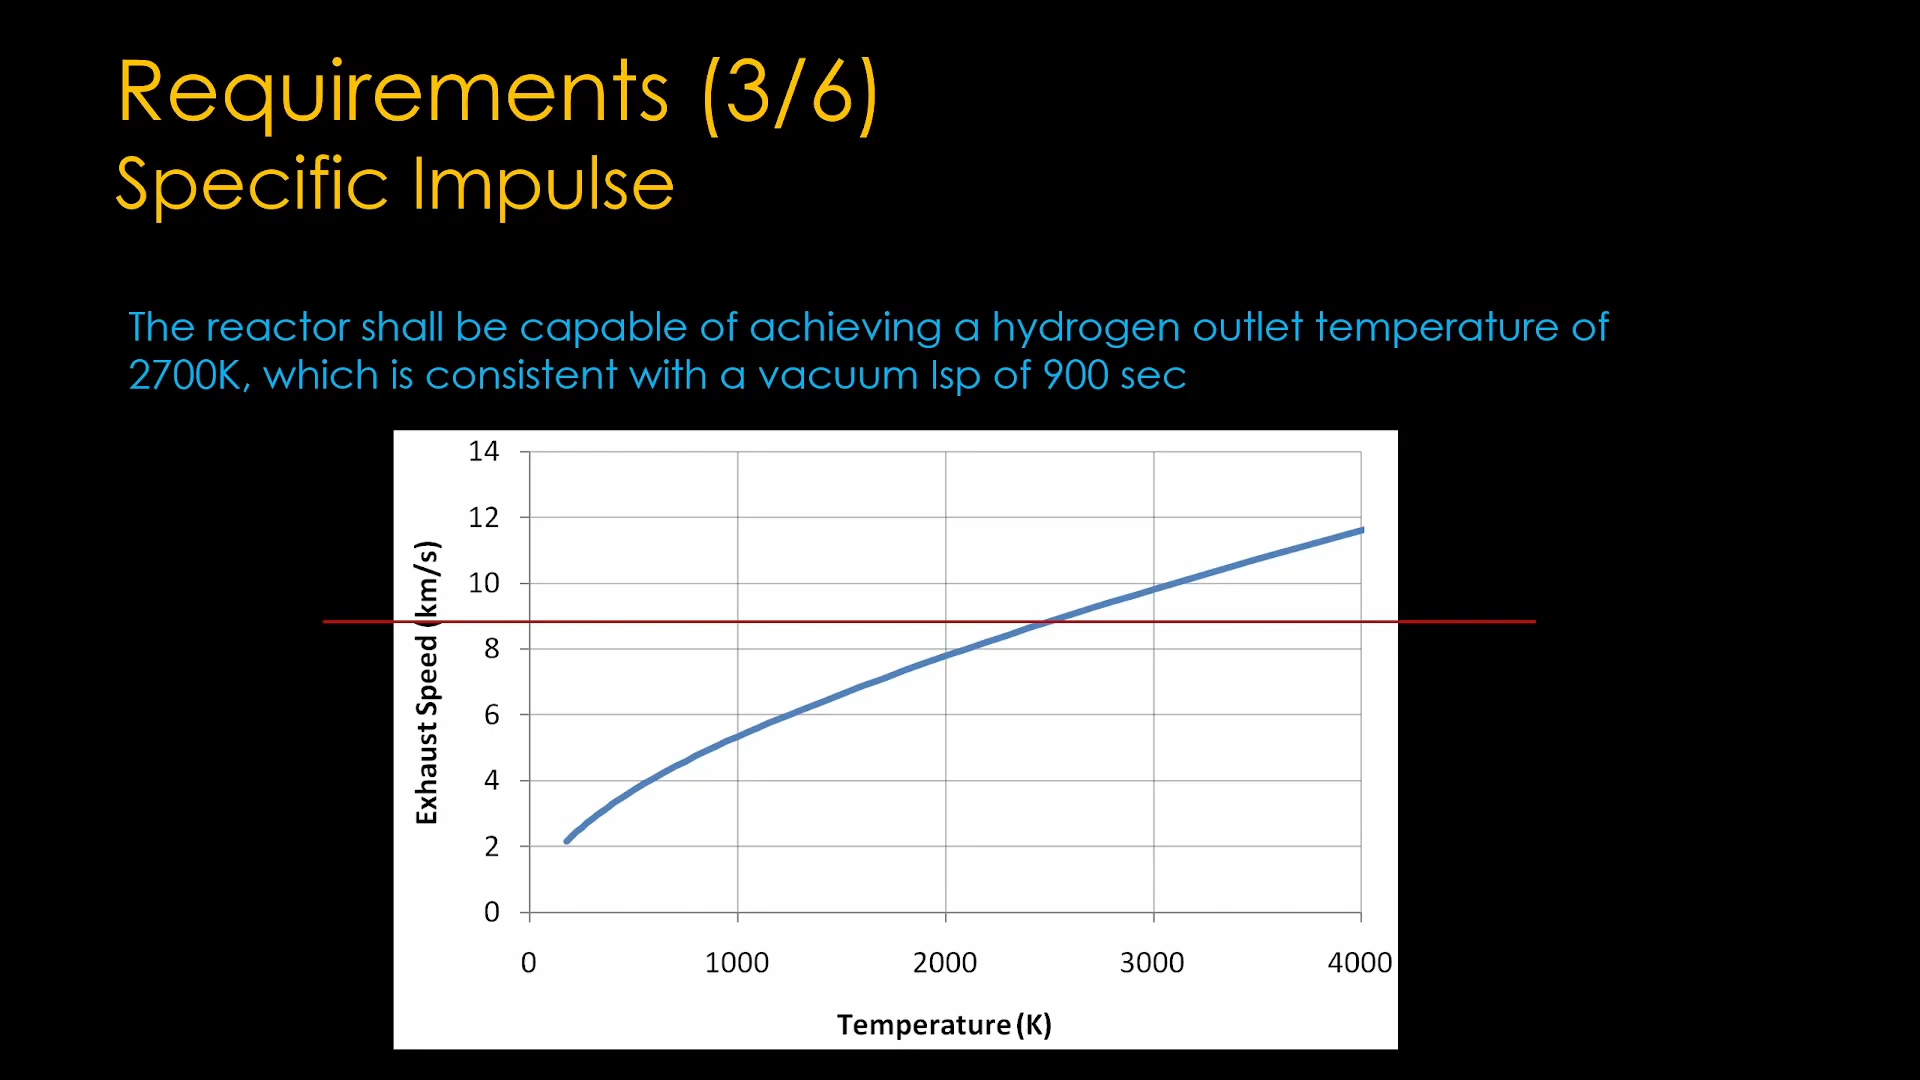 Requirements (3/6)
Specific Impulse
The reactor shall be capable of achieving a hydrogen outlet temperature of
2700K, which is consistent with a vacuum Isp of 900 sec
Exhaust Speed (km/s)
14
12
10
8
6
4
2
0
0 1000 2000 3000 4000
Temperature (K)